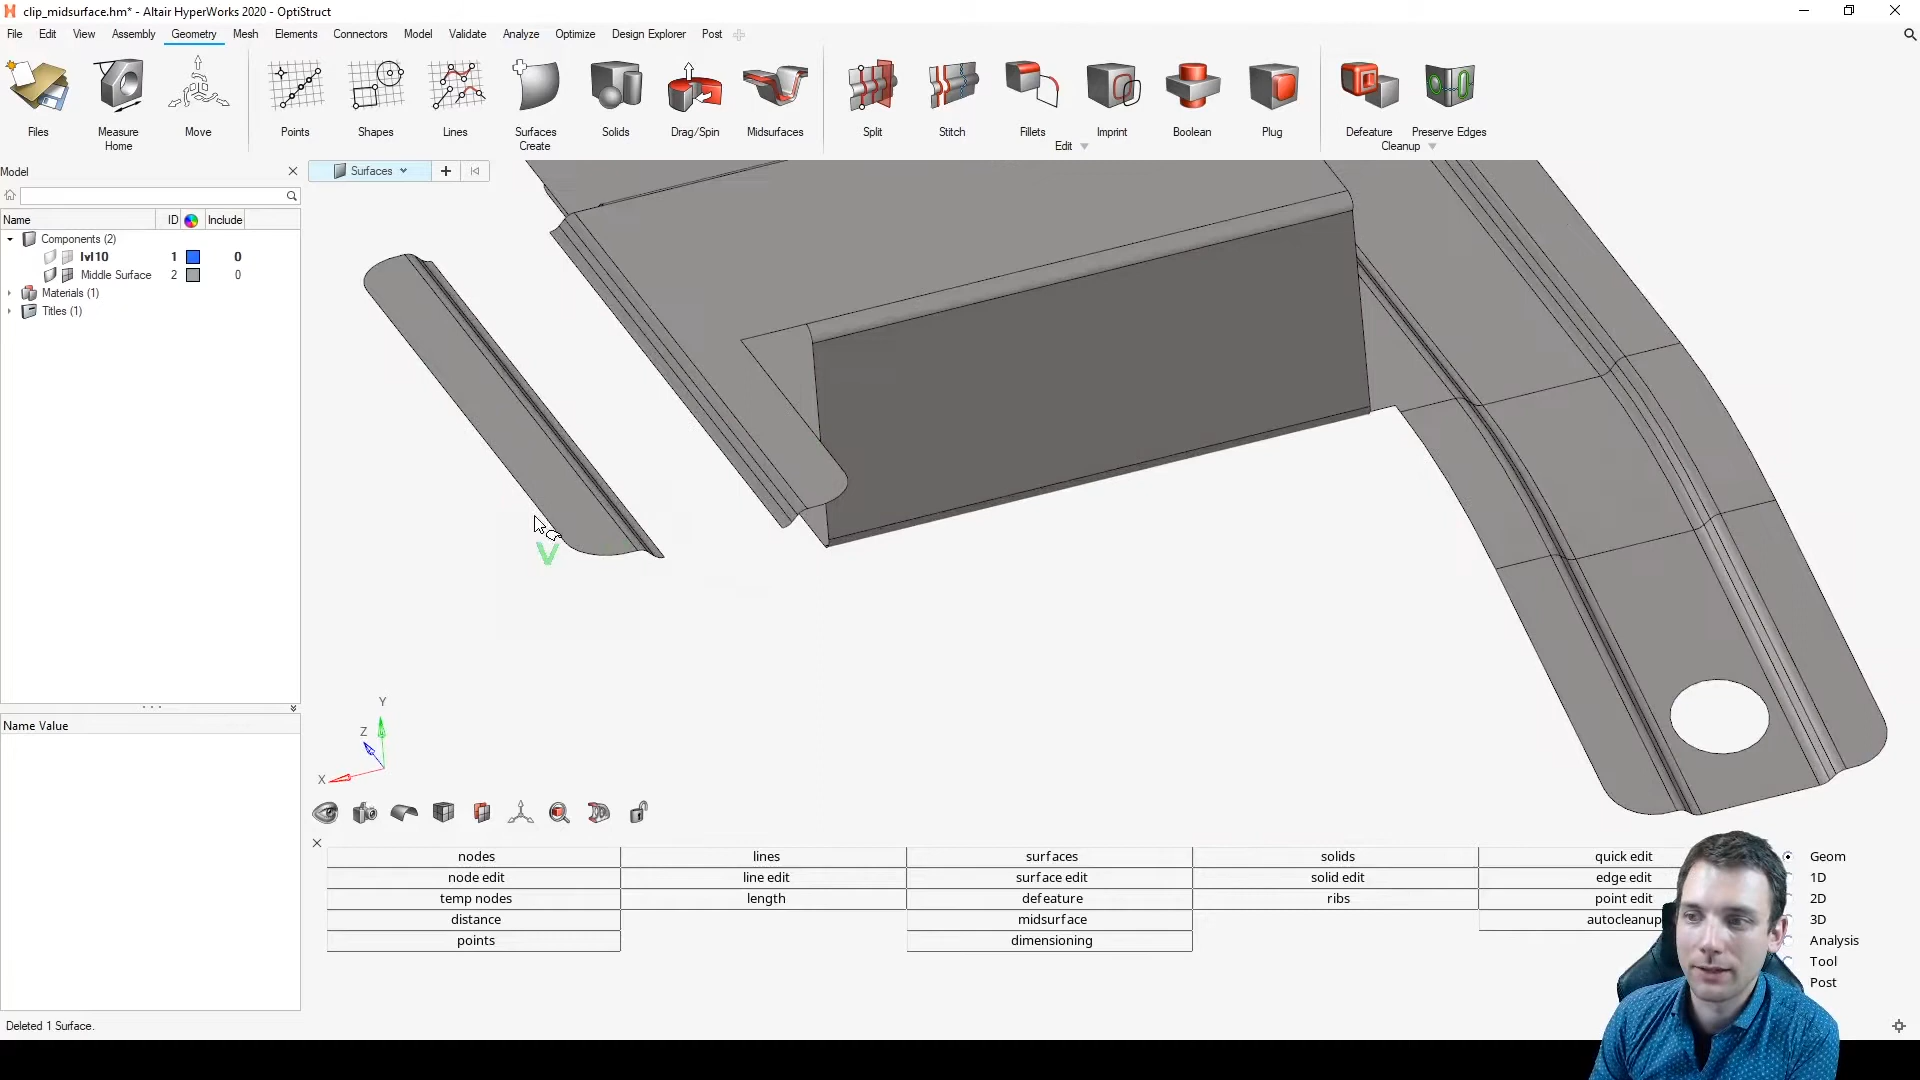 clip_midsurface.hm* - Altair HyperWorks 2020 - OptiStruct
File Edit View Assembly Geometry Mesh Elements Connectors Model Validate Analyze Optimize Design Explorer Post
Files Measure Move Points Shapes Lines Surfaces Solids Drag/Spin Midsurfaces Split Stitch Fillets Imprint Boolean Plug Defeature Preserve Edges
Home Create Edit Cleanup
Model
Surfaces
Name ID Include
Components (2)
lvl10 1 0
Middle Surface 2 0
Materials (1)
Titles (1)
Name Value
V
Y
Z
X
nodes lines surfaces solids quick edit Geom
node edit line edit surface edit solid edit edge edit 1D
temp nodes length defeature ribs point edit 2D
distance midsurface autocleanup 3D
points dimensioning Analysis
Tool
Post
Deleted 1 Surface.